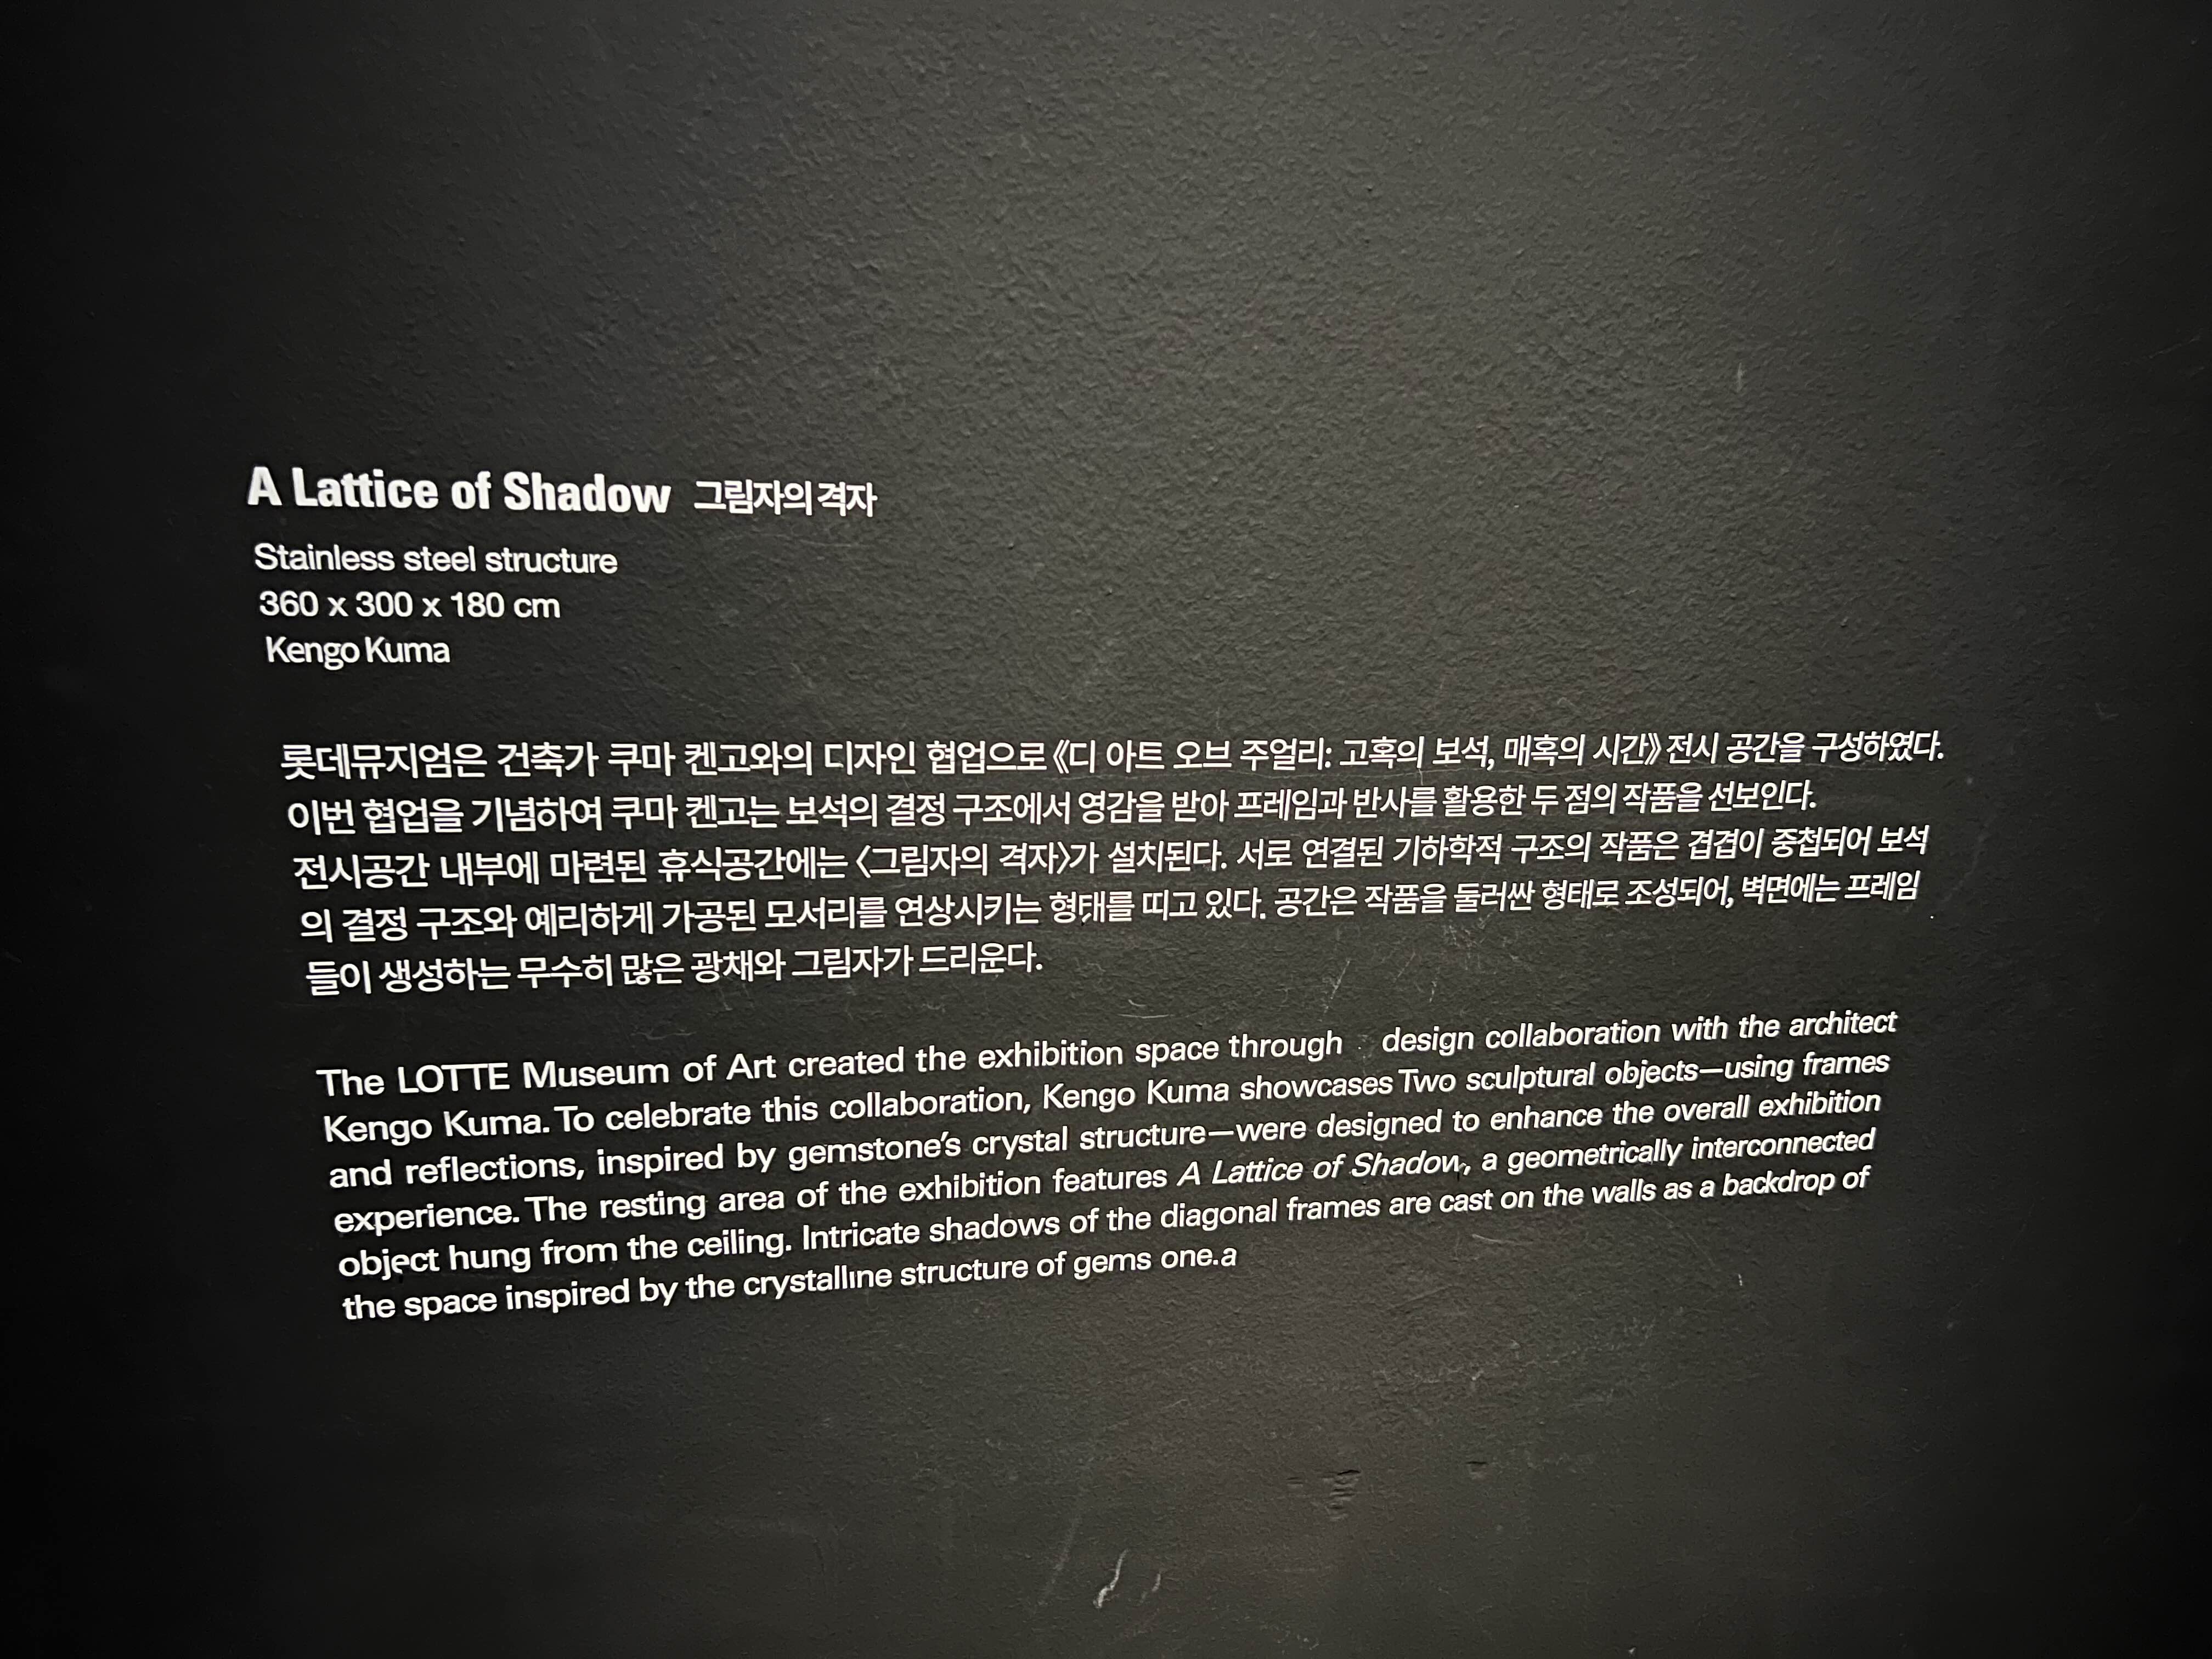 A Lattice of Shadow 그림자의 격자
Stainless steel structure
360 x 300 x 180 cm
Kengo Kuma
롯데뮤지엄은 건축가 쿠마 켄고와의 디자인 협업으로 《디 아트 오브 주얼리: 고혹의 보석, 매혹의 시간》 전시 공간을 구성하였다.
이번 협업을 기념하여 쿠마 켄고는 보석의 결정 구조에서 영감을 받아 프레임과 반사를 활용한 두 점의 작품을 선보인다.
전시공간 내부에 마련된 휴식공간에는 〈그림자의 격자〉가 설치된다. 서로 연결된 기하학적 구조의 작품은 겹겹이 중첩되어 보석
의 결정 구조와 예리하게 가공된 모서리를 연상시키는 형태를 띠고 있다. 공간은 작품을 둘러싼 형태로 조성되어, 벽면에는 프레임
들이 생성하는 무수히 많은 광채와 그림자가 드리운다.
The LOTTE Museum of Art created the exhibition space through design collaboration with the architect
Kengo Kuma. To celebrate this collaboration, Kengo Kuma showcases Two sculptural objects—using frames
and reflections, inspired by gemstone’s crystal structure—were designed to enhance the overall exhibition
experience. The resting area of the exhibition features A Lattice of Shadow, a geometrically interconnected
object hung from the ceiling. Intricate shadows of the diagonal frames are cast on the walls as a backdrop of
the space inspired by the crystalline structure of gems one.a